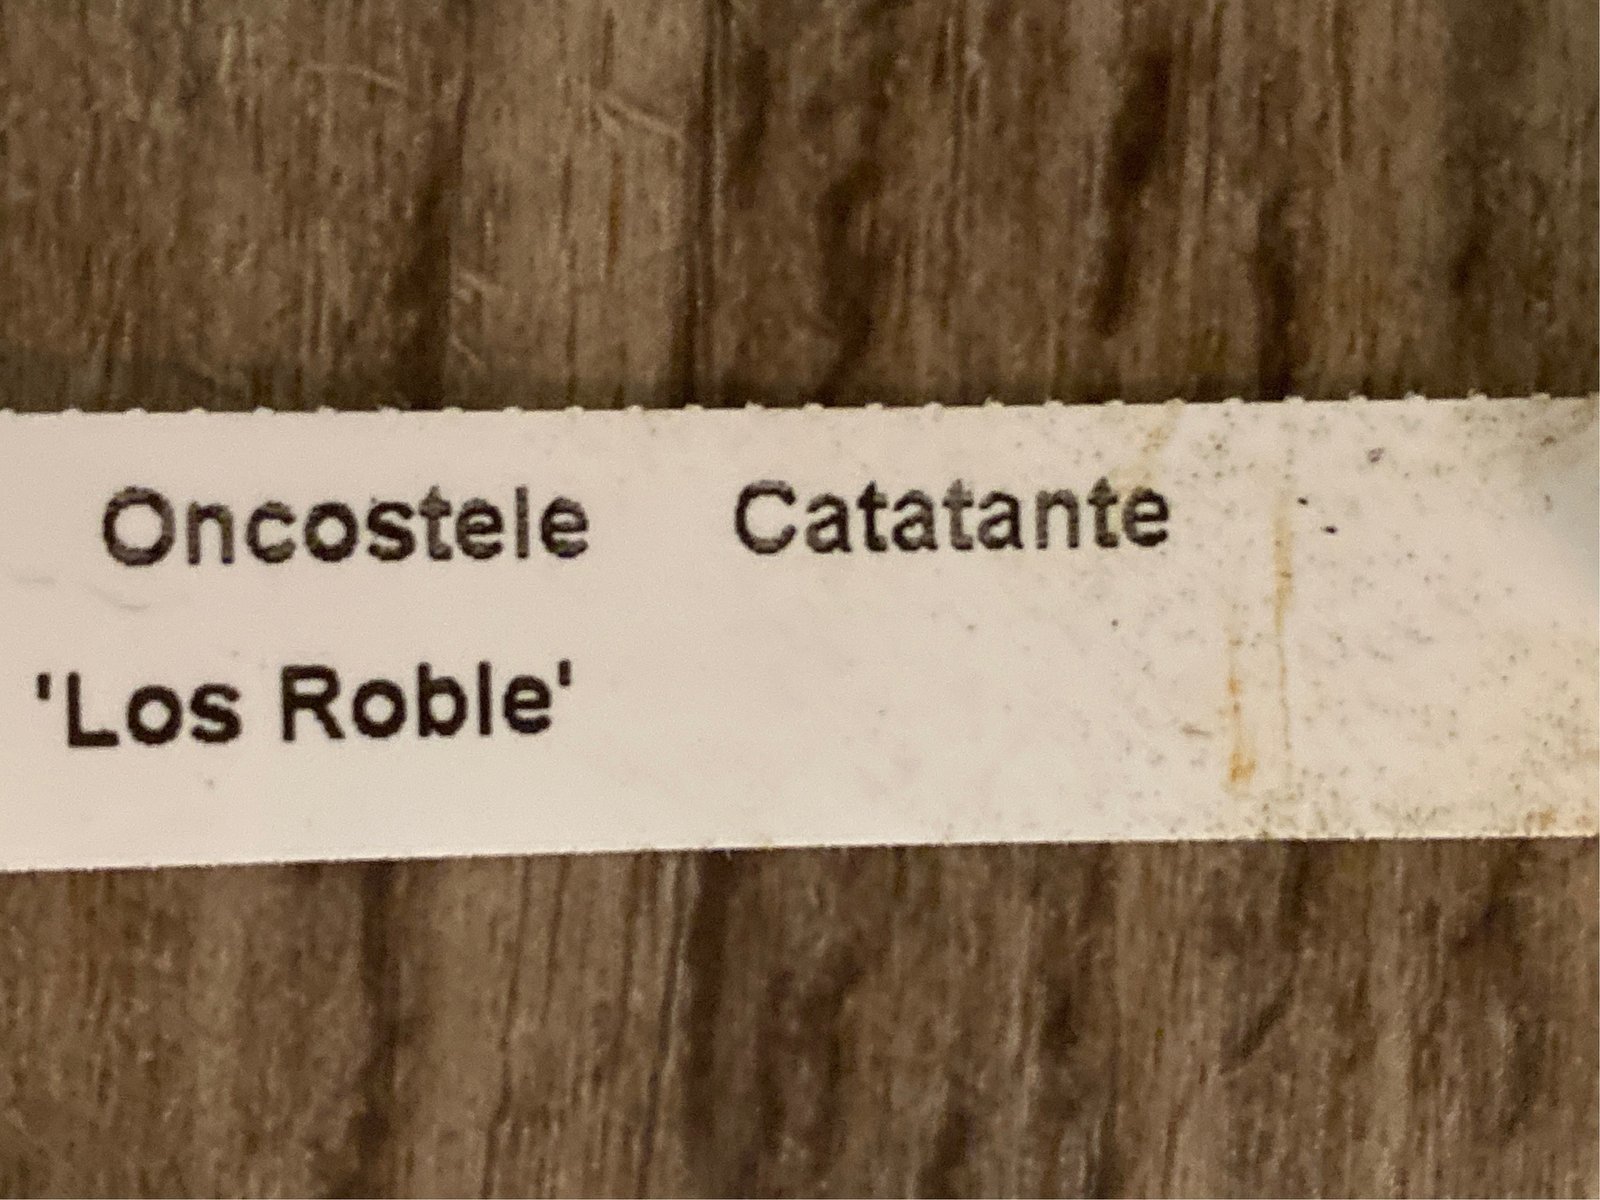 Oncostele Catatante
'Los Roble'